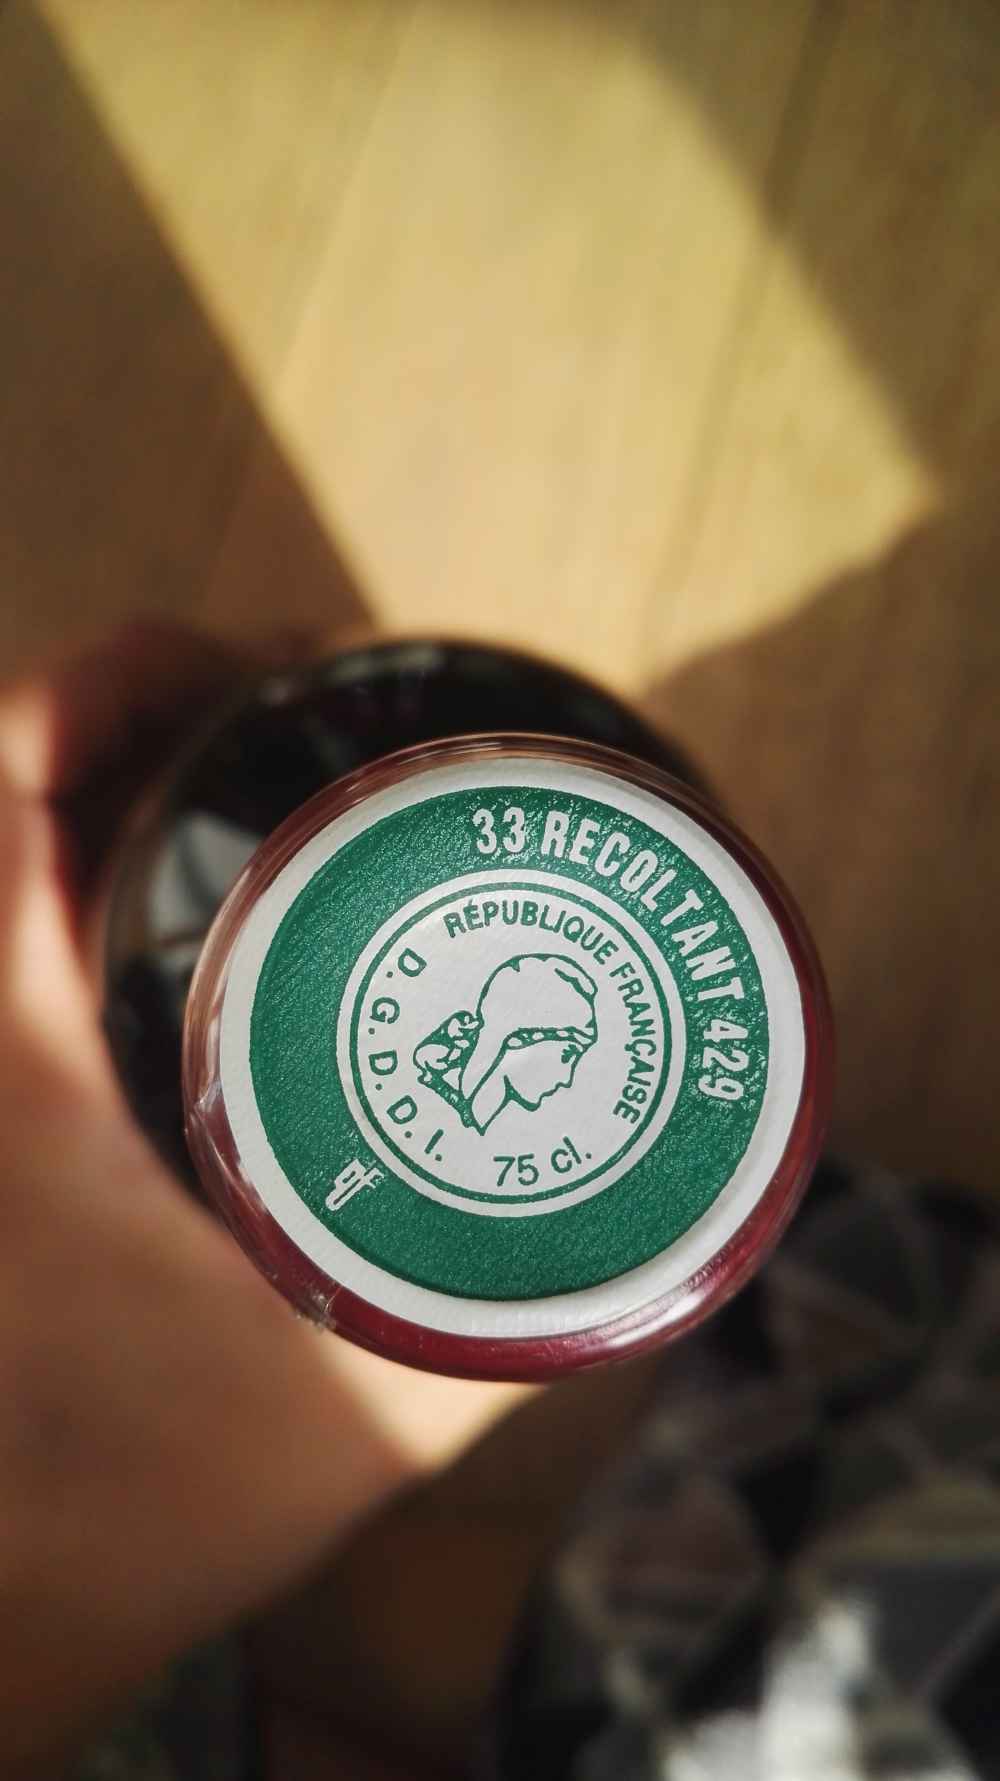 33 RECOLTANT 429
RÉPUBLIQUE FRANÇAISE
D. G. D. D. I.
75 cl.